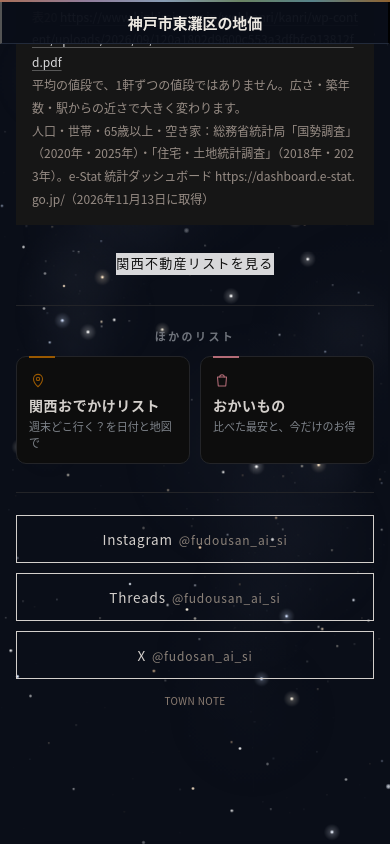 神戸市東灘区の地価
d.pdf
平均の値段で、1軒ずつの値段ではありません。広さ・築年
数・駅からの近さで大きく変わります。
人口・世帯・65歳以上・空き家：総務省統計局「国勢調査」
（2020年・2025年）・「住宅・土地統計調査」（2018年・202
3年）。e-Stat 統計ダッシュボード https://dashboard.e-stat.
go.jp/（2026年11月13日に取得）
関西不動産リストを見る
ほかのリスト
関西おでかけリスト
週末どこ行く？を日付と地図
で
おかいもの
比べた最安と、今だけのお得
Instagram @fudousan_ai_si
Threads @fudousan_ai_si
X @fudosan_ai_si
TOWN NOTE